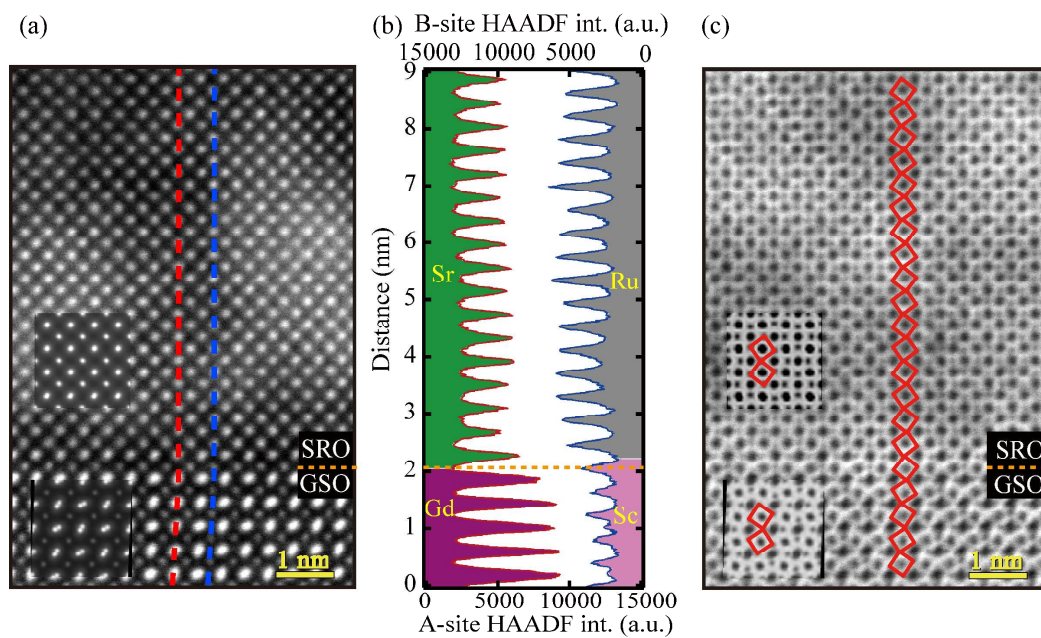 (a)
(b)
(c)
B-site HAADF int. (a.u.)
15000 10000 5000 0
9
8
7
6
5
4
3
2
1
0
Distance (nm)
Sr
Ru
Gd
Sc
0 5000 10000 15000
A-site HAADF int. (a.u.)
SRO
GSO
1 nm
SRO
GSO
1 nm